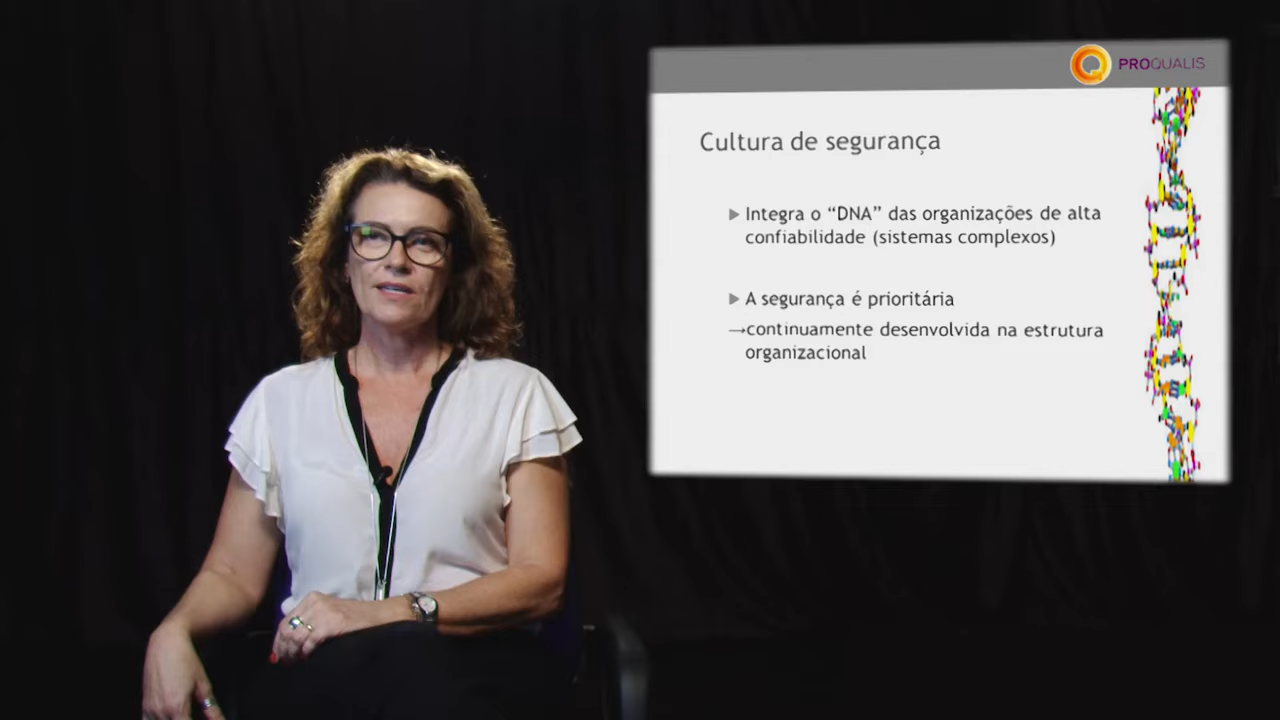 PROQUALIS
Cultura de segurança
Integra o “DNA” das organizações de alta
confiabilidade (sistemas complexos)
A segurança é prioritária
→continuamente desenvolvida na estrutura
organizacional